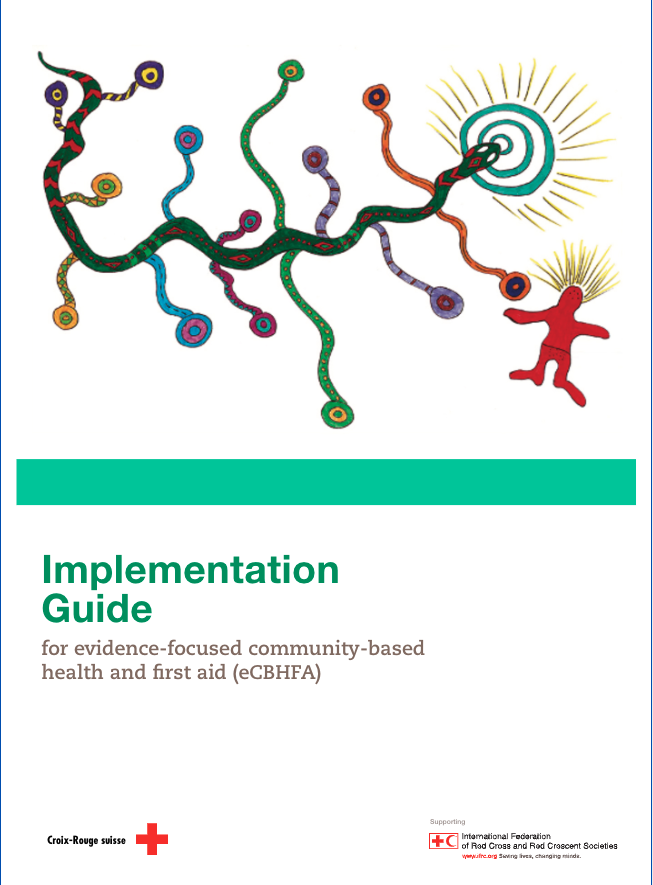 Implementation
Guide
for evidence-focused community-based
health and first aid (eCBHFA)
Croix-Rouge suisse
Supporting
International Federation
of Red Cross and Red Crescent Societies
www.ifrc.org Saving lives, changing minds.